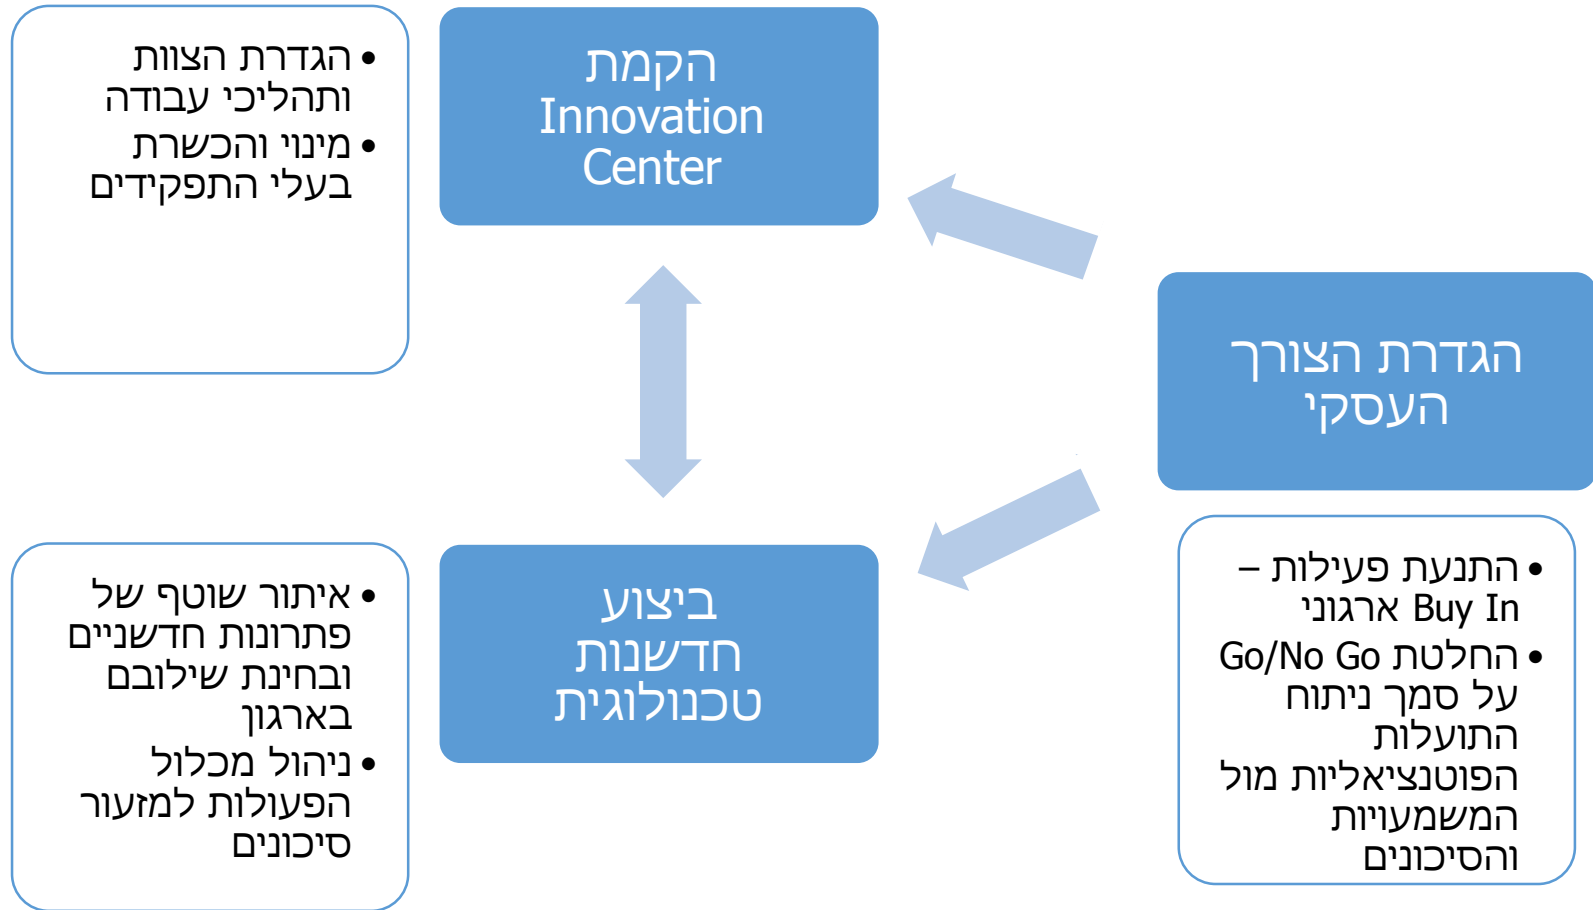 הגדרת הצורך
העסקי
• התנעת פעילות –
Buy In ארגוני
• החלטת Go/No Go
על סמך ניתוח
התועלות
הפוטנציאליות מול
המשמעויות
והסיכונים
הקמת
Innovation
Center
• הגדרת הצוות
ותהליכי עבודה
• מינוי והכשרת
בעלי התפקידים
ביצוע
חדשנות
טכנולוגית
• איתור שוטף של
פתרונות חדשניים
ובחינת שילובם
בארגון
• ניהול מכלול
הפעולות למזעור
סיכונים